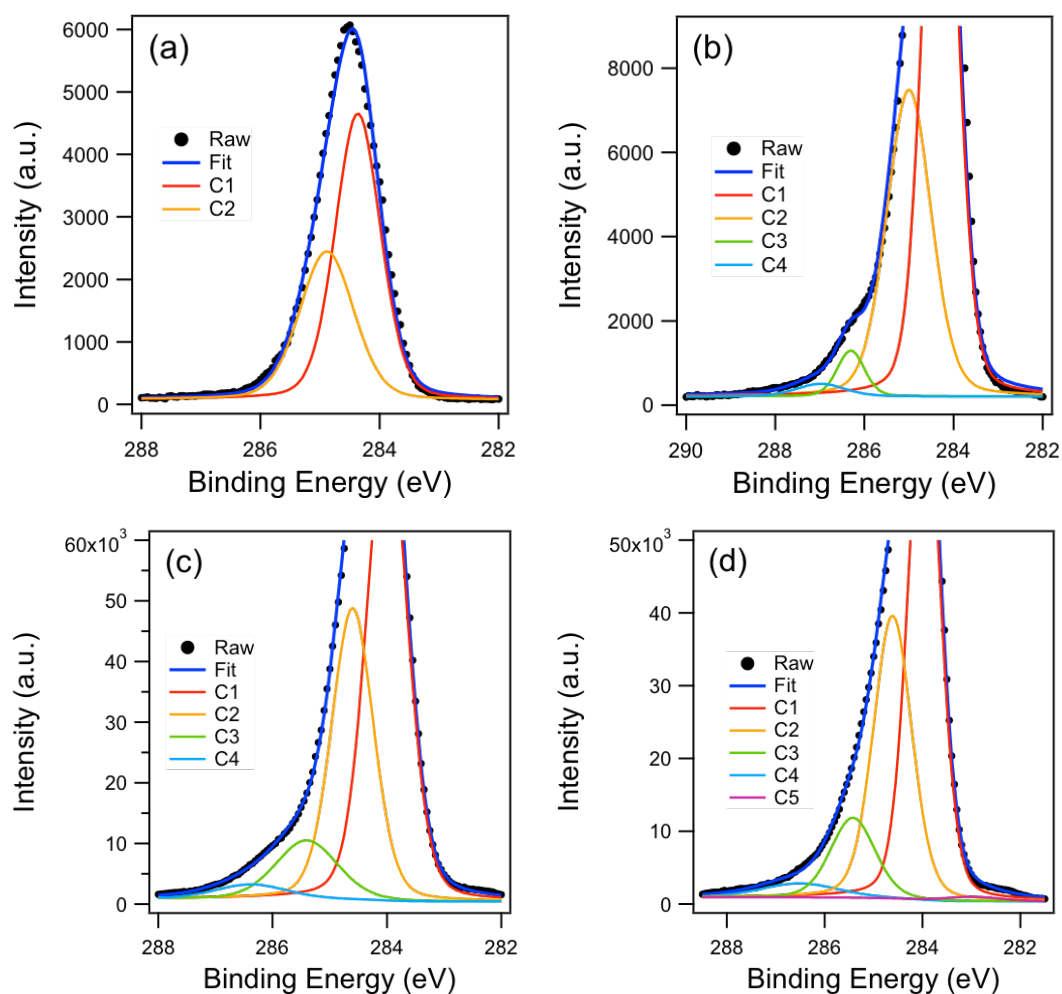 (a)
6000
5000
4000
3000
2000
1000
0
Intensity (a.u.)
Raw
Fit
C1
C2
288
286
284
282
Binding Energy (eV)
(b)
8000
6000
4000
2000
0
Intensity (a.u.)
Raw
Fit
C1
C2
C3
C4
290
288
286
284
282
Binding Energy (eV)
(c)
60x10³
50
40
30
20
10
0
Intensity (a.u.)
Raw
Fit
C1
C2
C3
C4
288
286
284
282
Binding Energy (eV)
(d)
50x10³
40
30
20
10
0
Intensity (a.u.)
Raw
Fit
C1
C2
C3
C4
C5
288
286
284
282
Binding Energy (eV)